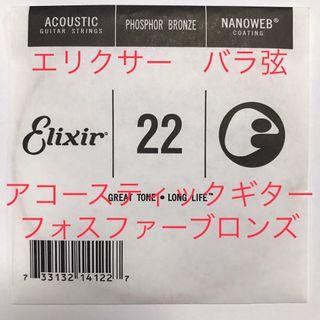 ACOUSTIC
GUITAR STRINGS
PHOSPHOR BRONZE
NANOWEB®
COATING
エリクサー　バラ弦
Elixir®
22
アコースティックギター
GREAT TONE • LONG LIFE™
フォスファーブロンズ
7 33132 14122 7